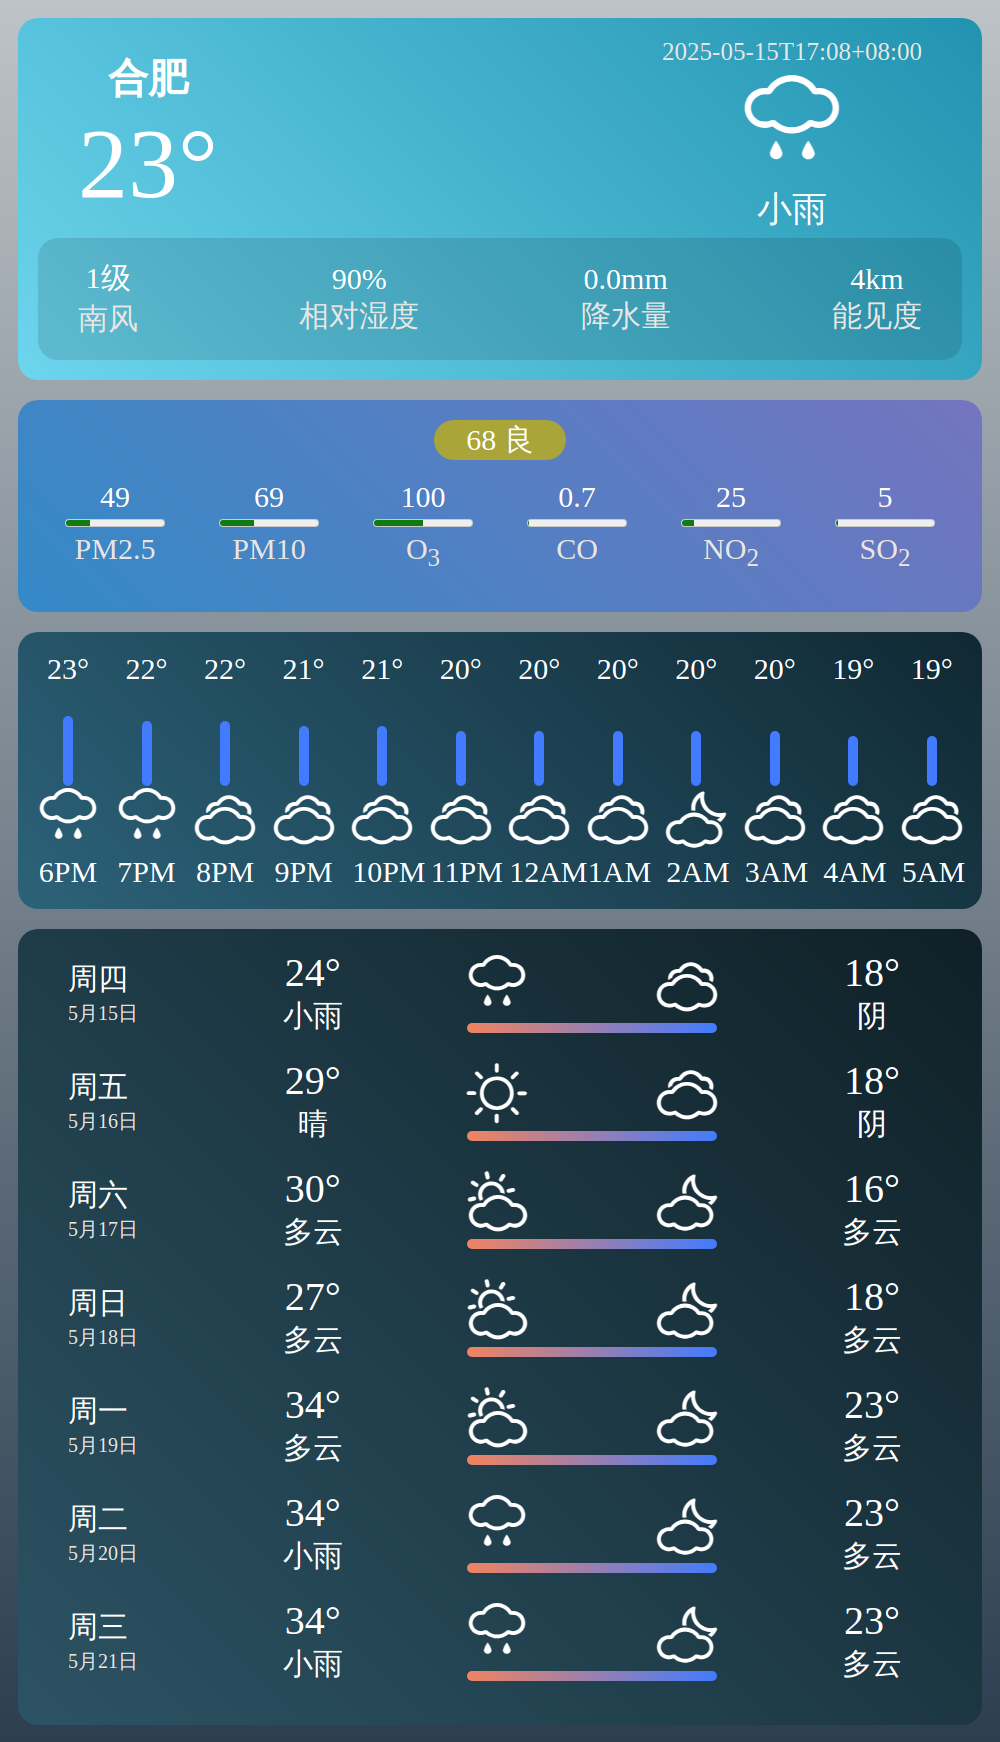 合肥
23°
2025-05-15T17:08+08:00
小雨
1级 90% 0.0mm 4km
南风 相对湿度 降水量 能见度
68 良
49 69 100 0.7 25 5
PM2.5 PM10 O3 CO NO2 SO2
23° 22° 22° 21° 21° 20° 20° 20° 20° 20° 19° 19°
6PM 7PM 8PM 9PM 10PM 11PM 12AM 1AM 2AM 3AM 4AM 5AM
周四 24° 18°
5月15日 小雨 阴
周五 29° 18°
5月16日 晴 阴
周六 30° 16°
5月17日 多云 多云
周日 27° 18°
5月18日 多云 多云
周一 34° 23°
5月19日 多云 多云
周二 34° 23°
5月20日 小雨 多云
周三 34° 23°
5月21日 小雨 多云